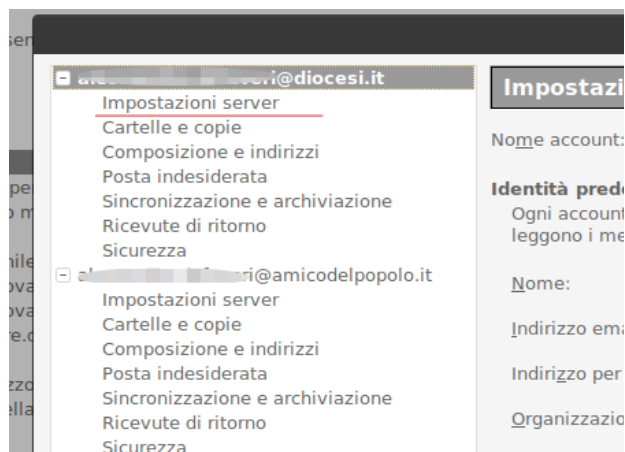 sen
@diocesi.it
Impostazioni server
Cartelle e copie
Composizione e indirizzi
Posta indesiderata
Sincronizzazione e archiviazione
Ricevute di ritorno
Sicurezza
eri@amicodelpopolo.it
Impostazioni server
Cartelle e copie
Composizione e indirizzi
Posta indesiderata
Sincronizzazione e archiviazione
Ricevute di ritorno
Sicurezza
Impostazi
Nome account:
Identità pred
Ogni account
leggono i me
Nome:
Indirizzo ema
Indirizzo per
Organizzazio